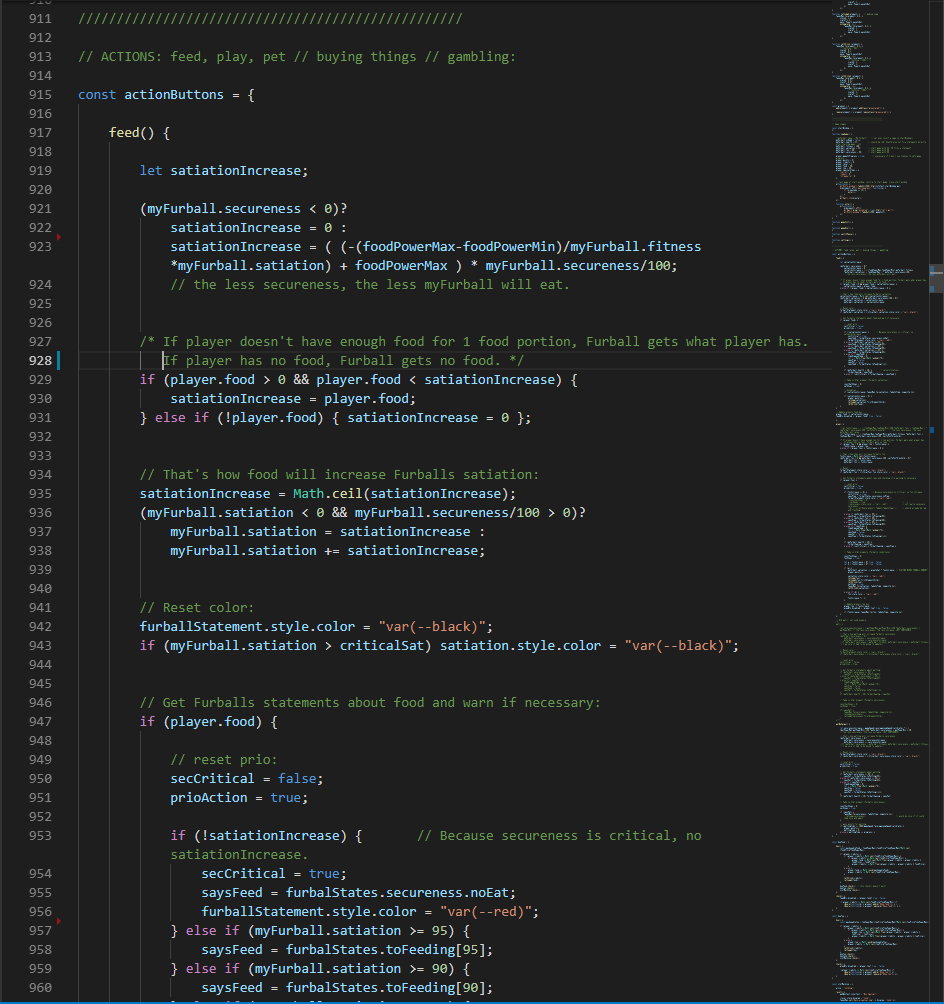 911 /////////////////////////////////////////////////
912
913 // ACTIONS: feed, play, pet // buying things // gambling:
914
915 const actionButtons = {
916
917 feed() {
918
919 let satiationIncrease;
920
921 (myFurball.secureness < 0)?
922 satiationIncrease = 0 :
923 satiationIncrease = ( (-(foodPowerMax-foodPowerMin)/myFurball.fitness
*myFurball.satiation) + foodPowerMax ) * myFurball.secureness/100;
924 // the less secureness, the less myFurball will eat.
925
926
927 /* If player doesn't have enough food for 1 food portion, Furball gets what player has.
928 If player has no food, Furball gets no food. */
929 if (player.food > 0 && player.food < satiationIncrease) {
930 satiationIncrease = player.food;
931 } else if (!player.food) { satiationIncrease = 0 };
932
933
934 // That's how food will increase Furballs satiation:
935 satiationIncrease = Math.ceil(satiationIncrease);
936 (myFurball.satiation < 0 && myFurball.secureness/100 > 0)?
937 myFurball.satiation = satiationIncrease :
938 myFurball.satiation += satiationIncrease;
939
940
941 // Reset color:
942 furballStatement.style.color = "var(--black)";
943 if (myFurball.satiation > criticalSat) satiation.style.color = "var(--black)";
944
945
946 // Get Furballs statements about food and warn if necessary:
947 if (player.food) {
948
949 // reset prio:
950 secCritical = false;
951 prioAction = true;
952
953 if (!satiationIncrease) { // Because secureness is critical, no
satiationIncrease.
954 secCritical = true;
955 saysFeed = furbalStates.secureness.noEat;
956 furballStatement.style.color = "var(--red)";
957 } else if (myFurball.satiation >= 95) {
958 saysFeed = furbalStates.toFeeding[95];
959 } else if (myFurball.satiation >= 90) {
960 saysFeed = furbalStates.toFeeding[90];